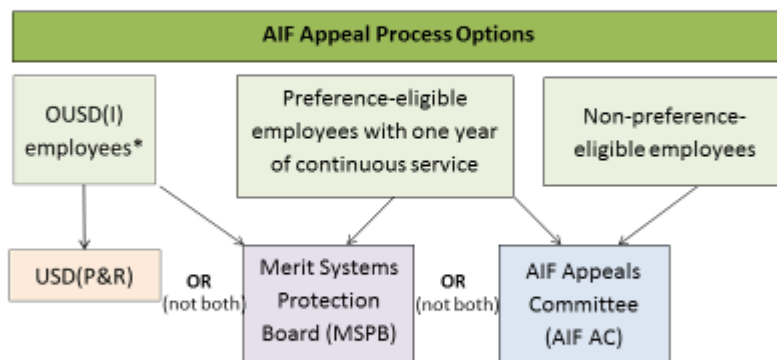 AIF Appeal Process Options
OUSD(I)
employees*
Preference-eligible
employees with one year
of continuous service
Non-preference-
eligible employees
USD(P&R)
OR
(not both)
Merit Systems
Protection
Board (MSPB)
OR
(not both)
AIF Appeals
Committee
(AIF AC)